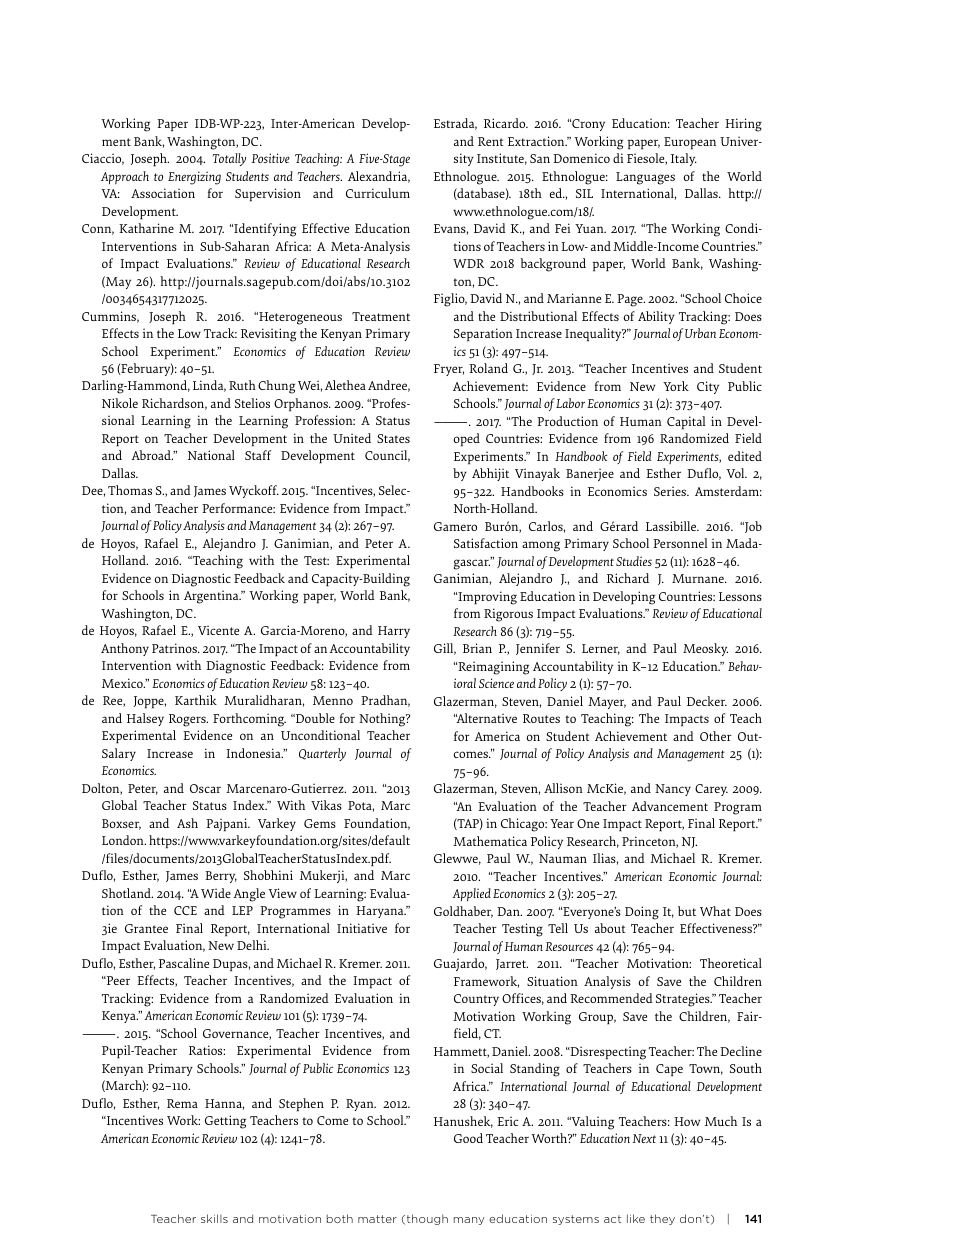 Working Paper IDB-WP-223, Inter-American Develop-
ment Bank, Washington, DC.
Ciaccio, Joseph. 2004. Totally Positive Teaching: A Five-Stage
Approach to Energizing Students and Teachers. Alexandria,
VA: Association for Supervision and Curriculum
Development.
Conn, Katharine M. 2017. “Identifying Effective Education
Interventions in Sub-Saharan Africa: A Meta-Analysis
of Impact Evaluations.” Review of Educational Research
(May 26). http://journals.sagepub.com/doi/abs/10.3102
/0034654317712025.
Cummins, Joseph R. 2016. “Heterogeneous Treatment
Effects in the Low Track: Revisiting the Kenyan Primary
School Experiment.” Economics of Education Review
56 (February): 40–51.
Darling-Hammond, Linda, Ruth Chung Wei, Alethea Andree,
Nikole Richardson, and Stelios Orphanos. 2009. “Profes-
sional Learning in the Learning Profession: A Status
Report on Teacher Development in the United States
and Abroad.” National Staff Development Council,
Dallas.
Dee, Thomas S., and James Wyckoff. 2015. “Incentives, Selec-
tion, and Teacher Performance: Evidence from Impact.”
Journal of Policy Analysis and Management 34 (2): 267–97.
de Hoyos, Rafael E., Alejandro J. Ganimian, and Peter A.
Holland. 2016. “Teaching with the Test: Experimental
Evidence on Diagnostic Feedback and Capacity-Building
for Schools in Argentina.” Working paper, World Bank,
Washington, DC.
de Hoyos, Rafael E., Vicente A. Garcia-Moreno, and Harry
Anthony Patrinos. 2017. “The Impact of an Accountability
Intervention with Diagnostic Feedback: Evidence from
Mexico.” Economics of Education Review 58: 123–40.
de Ree, Joppe, Karthik Muralidharan, Menno Pradhan,
and Halsey Rogers. Forthcoming. “Double for Nothing?
Experimental Evidence on an Unconditional Teacher
Salary Increase in Indonesia.” Quarterly Journal of
Economics.
Dolton, Peter, and Oscar Marcenaro-Gutierrez. 2011. “2013
Global Teacher Status Index.” With Vikas Pota, Marc
Boxser, and Ash Pajpani. Varkey Gems Foundation,
London. https://www.varkeyfoundation.org/sites/default
/files/documents/2013GlobalTeacherStatusIndex.pdf.
Duflo, Esther, James Berry, Shobhini Mukerji, and Marc
Shotland. 2014. “A Wide Angle View of Learning: Evalua-
tion of the CCE and LEP Programmes in Haryana.”
3ie Grantee Final Report, International Initiative for
Impact Evaluation, New Delhi.
Duflo, Esther, Pascaline Dupas, and Michael R. Kremer. 2011.
“Peer Effects, Teacher Incentives, and the Impact of
Tracking: Evidence from a Randomized Evaluation in
Kenya.” American Economic Review 101 (5): 1739–74.
———. 2015. “School Governance, Teacher Incentives, and
Pupil-Teacher Ratios: Experimental Evidence from
Kenyan Primary Schools.” Journal of Public Economics 123
(March): 92–110.
Duflo, Esther, Rema Hanna, and Stephen P. Ryan. 2012.
“Incentives Work: Getting Teachers to Come to School.”
American Economic Review 102 (4): 1241–78.
Estrada, Ricardo. 2016. “Crony Education: Teacher Hiring
and Rent Extraction.” Working paper, European Univer-
sity Institute, San Domenico di Fiesole, Italy.
Ethnologue. 2015. Ethnologue: Languages of the World
(database). 18th ed., SIL International, Dallas. http://
www.ethnologue.com/18/.
Evans, David K., and Fei Yuan. 2017. “The Working Condi-
tions of Teachers in Low- and Middle-Income Countries.”
WDR 2018 background paper, World Bank, Washing-
ton, DC.
Figlio, David N., and Marianne E. Page. 2002. “School Choice
and the Distributional Effects of Ability Tracking: Does
Separation Increase Inequality?” Journal of Urban Econom-
ics 51 (3): 497–514.
Fryer, Roland G., Jr. 2013. “Teacher Incentives and Student
Achievement: Evidence from New York City Public
Schools.” Journal of Labor Economics 31 (2): 373–407.
———. 2017. “The Production of Human Capital in Devel-
oped Countries: Evidence from 196 Randomized Field
Experiments.” In Handbook of Field Experiments, edited
by Abhijit Vinayak Banerjee and Esther Duflo, Vol. 2,
95–322. Handbooks in Economics Series. Amsterdam:
North-Holland.
Gamero Burón, Carlos, and Gérard Lassibille. 2016. “Job
Satisfaction among Primary School Personnel in Mada-
gascar.” Journal of Development Studies 52 (11): 1628–46.
Ganimian, Alejandro J., and Richard J. Murnane. 2016.
“Improving Education in Developing Countries: Lessons
from Rigorous Impact Evaluations.” Review of Educational
Research 86 (3): 719–55.
Gill, Brian P., Jennifer S. Lerner, and Paul Meosky. 2016.
“Reimagining Accountability in K–12 Education.” Behav-
ioral Science and Policy 2 (1): 57–70.
Glazerman, Steven, Daniel Mayer, and Paul Decker. 2006.
“Alternative Routes to Teaching: The Impacts of Teach
for America on Student Achievement and Other Out-
comes.” Journal of Policy Analysis and Management 25 (1):
75–96.
Glazerman, Steven, Allison McKie, and Nancy Carey. 2009.
“An Evaluation of the Teacher Advancement Program
(TAP) in Chicago: Year One Impact Report, Final Report.”
Mathematica Policy Research, Princeton, NJ.
Glewwe, Paul W., Nauman Ilias, and Michael R. Kremer.
2010. “Teacher Incentives.” American Economic Journal:
Applied Economics 2 (3): 205–27.
Goldhaber, Dan. 2007. “Everyone’s Doing It, but What Does
Teacher Testing Tell Us about Teacher Effectiveness?”
Journal of Human Resources 42 (4): 765–94.
Guajardo, Jarret. 2011. “Teacher Motivation: Theoretical
Framework, Situation Analysis of Save the Children
Country Offices, and Recommended Strategies.” Teacher
Motivation Working Group, Save the Children, Fair-
field, CT.
Hammett, Daniel. 2008. “Disrespecting Teacher: The Decline
in Social Standing of Teachers in Cape Town, South
Africa.” International Journal of Educational Development
28 (3): 340–47.
Hanushek, Eric A. 2011. “Valuing Teachers: How Much Is a
Good Teacher Worth?” Education Next 11 (3): 40–45.
Teacher skills and motivation both matter (though many education systems act like they don’t) | 141